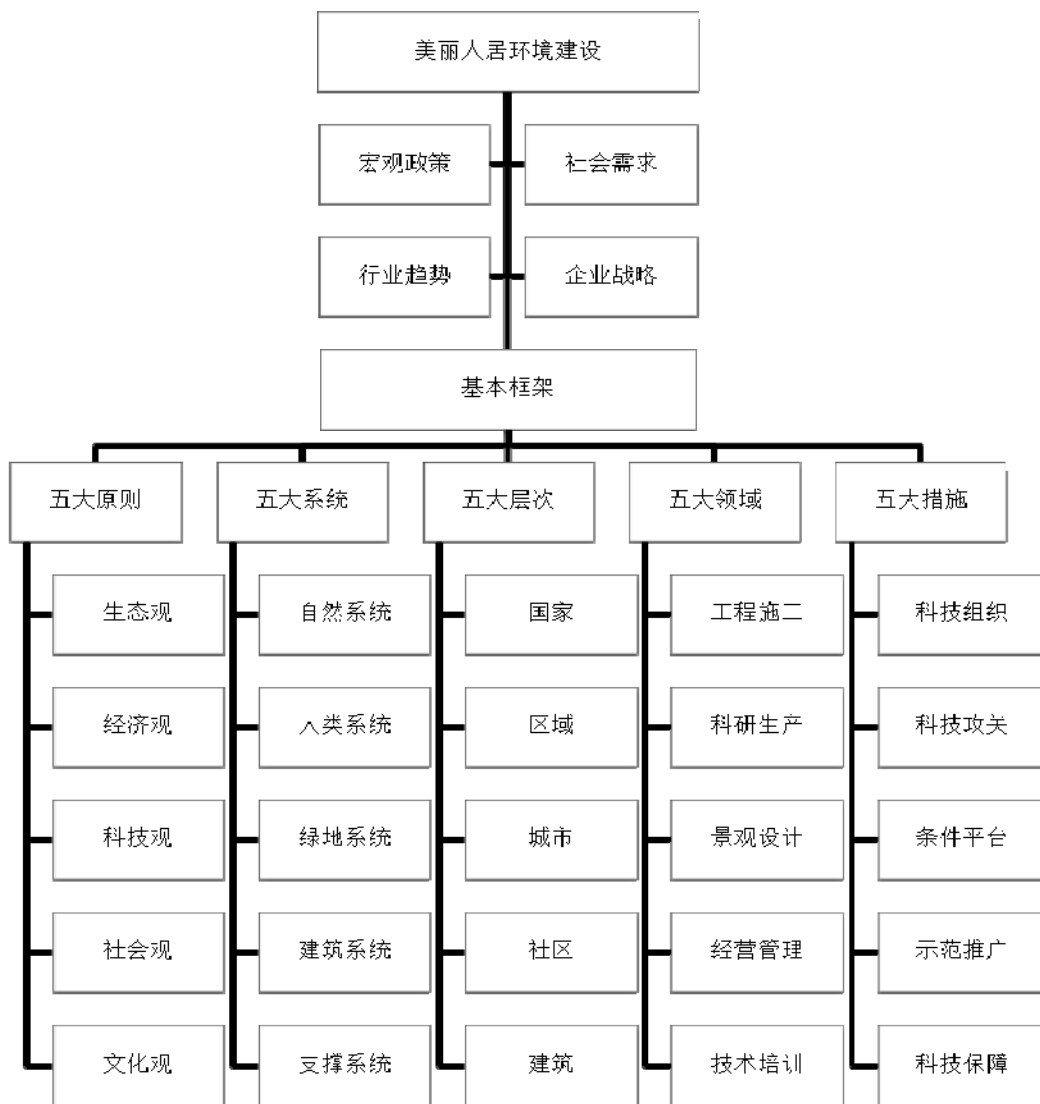 美丽人居环境建设
宏观政策
社会需求
行业趋势
企业战略
基本框架
五大原则
五大系统
五大层次
五大领域
五大措施
生态观
自然系统
国家
工程施工
科技组织
经济观
人类系统
区域
科研生产
科技攻关
科技观
绿地系统
城市
景观设计
条件平台
社会观
建筑系统
社区
经营管理
示范推广
文化观
支撑系统
建筑
技术培训
科技保障